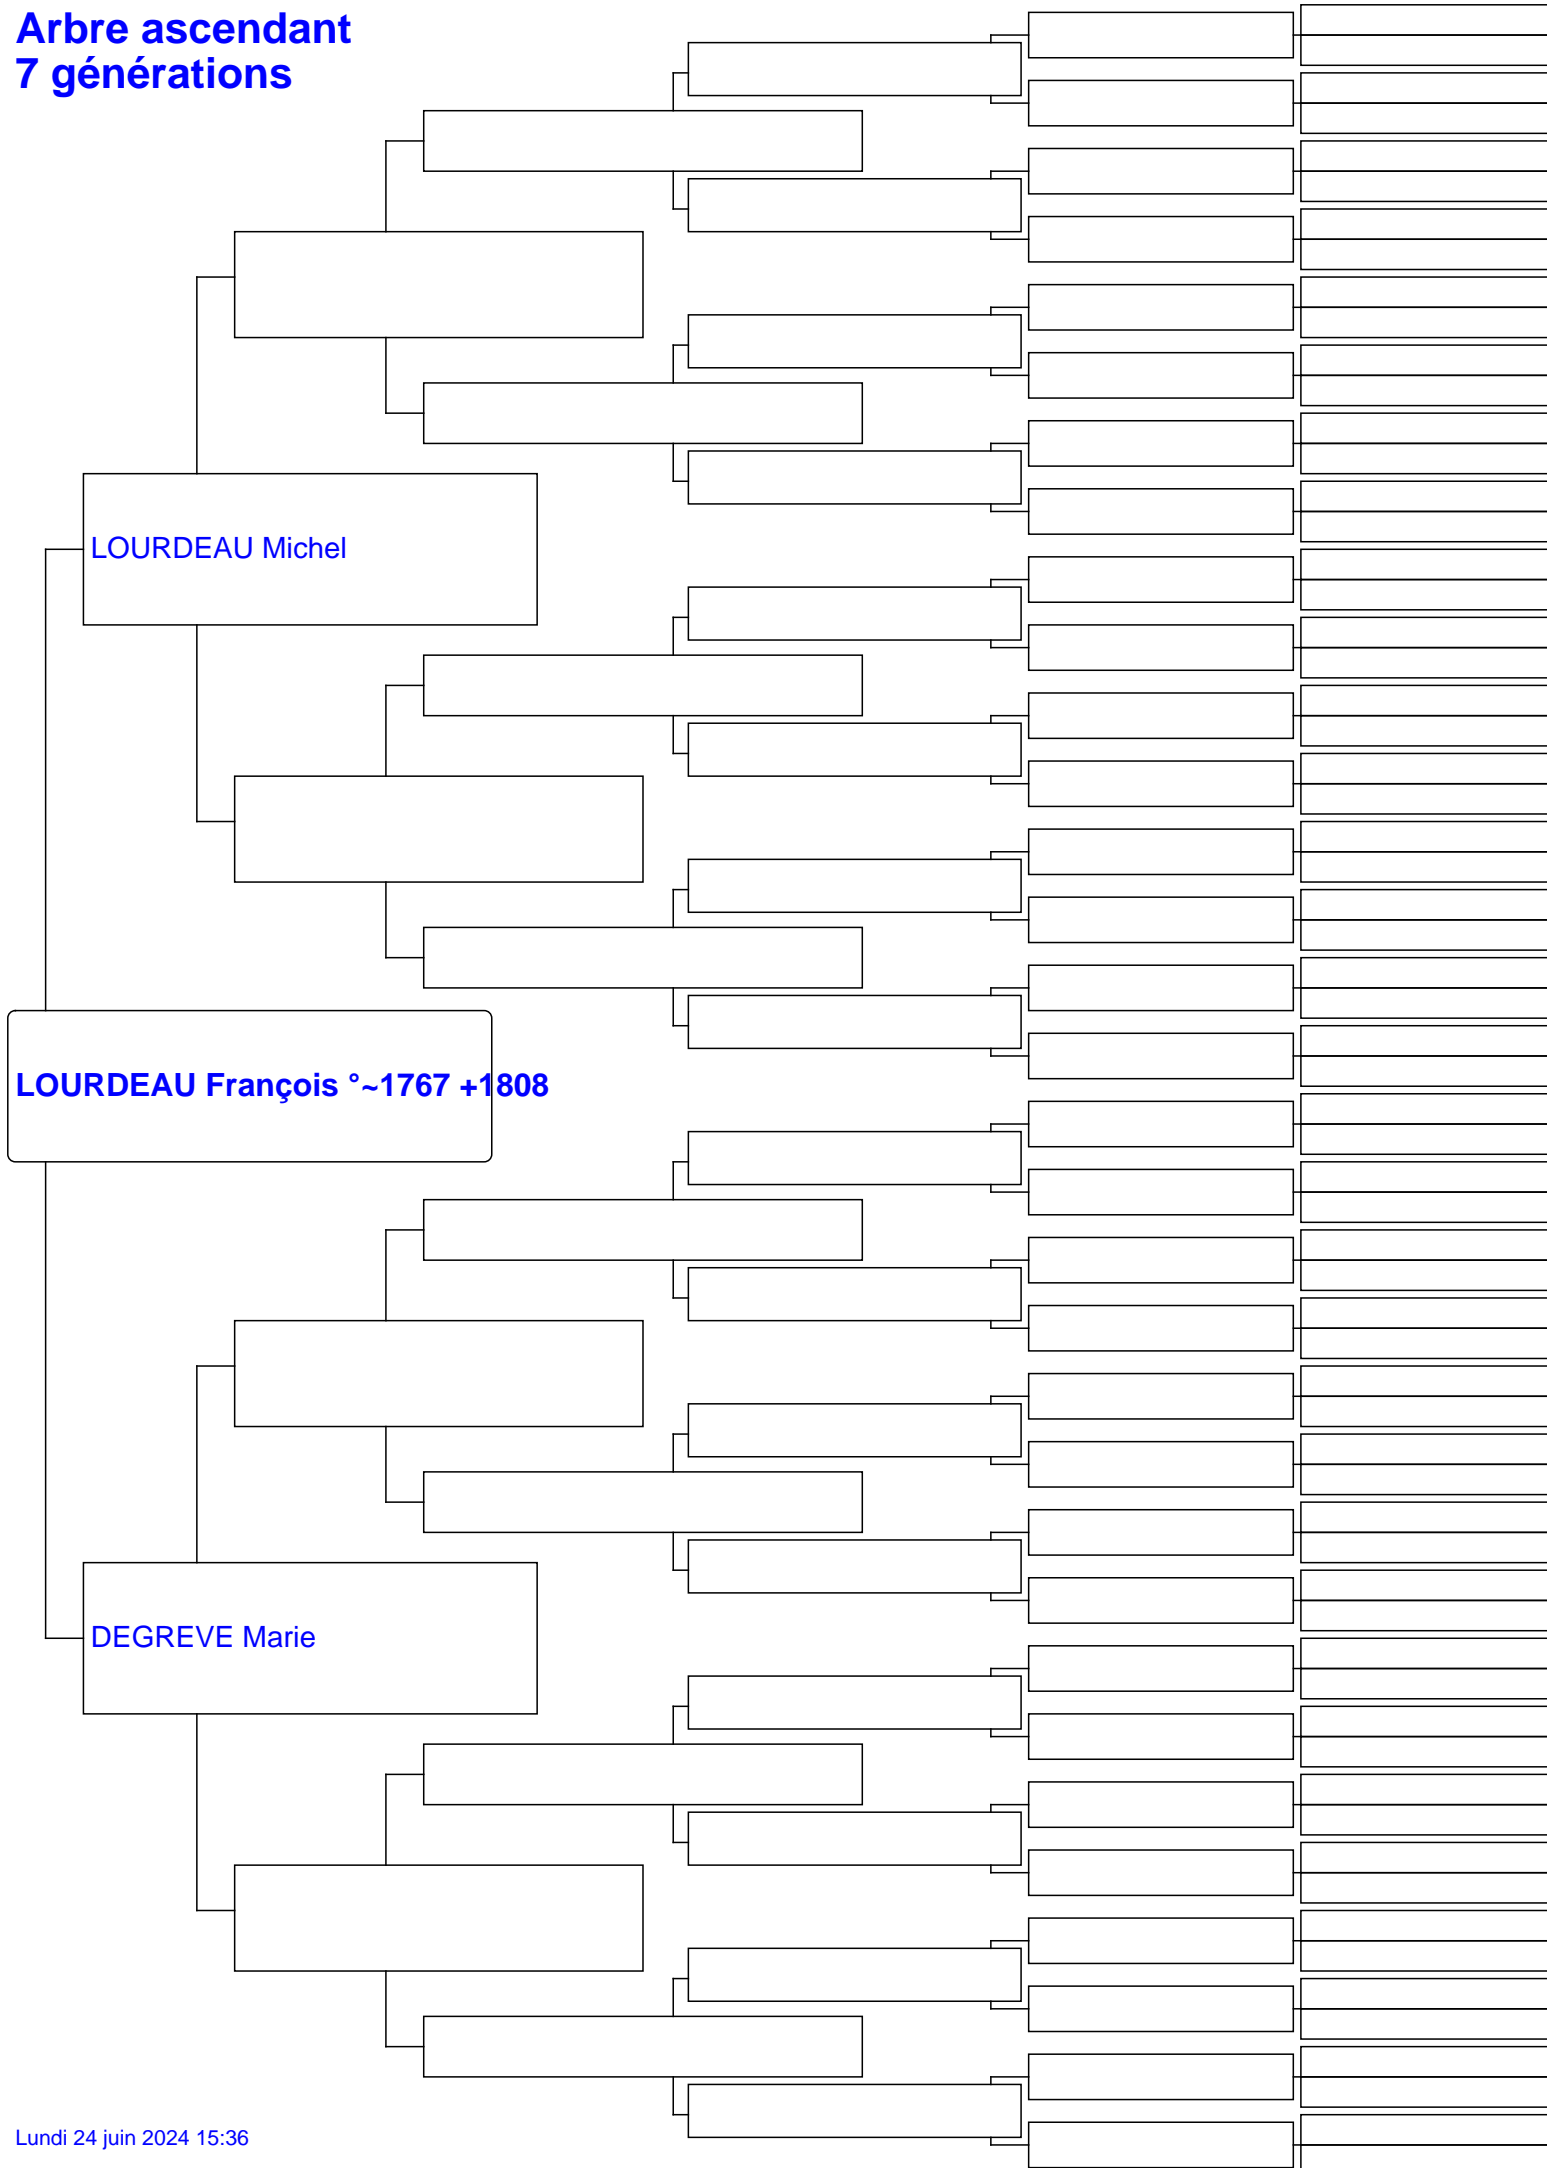 Arbre ascendant
7 générations
LOURDEAU Michel
LOURDEAU François °~1767 +1808
DEGREVE Marie
Lundi 24 juin 2024 15:36